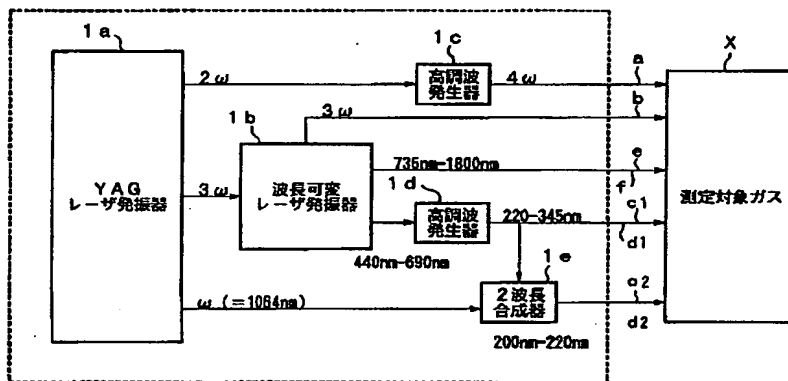 1a
YAG
レーザ発振器
2ω
1c
高調波
発生器
4ω
a
X
測定対象ガス
3ω
b
1b
3ω
波長可変
レーザ発振器
735nm-1800nm
e
f
1d
高調波
発生器
220-345nm
c1
d1
440nm-690nm
1e
ω (=1064nm)
2波長
合成器
c2
d2
200nm-220nm